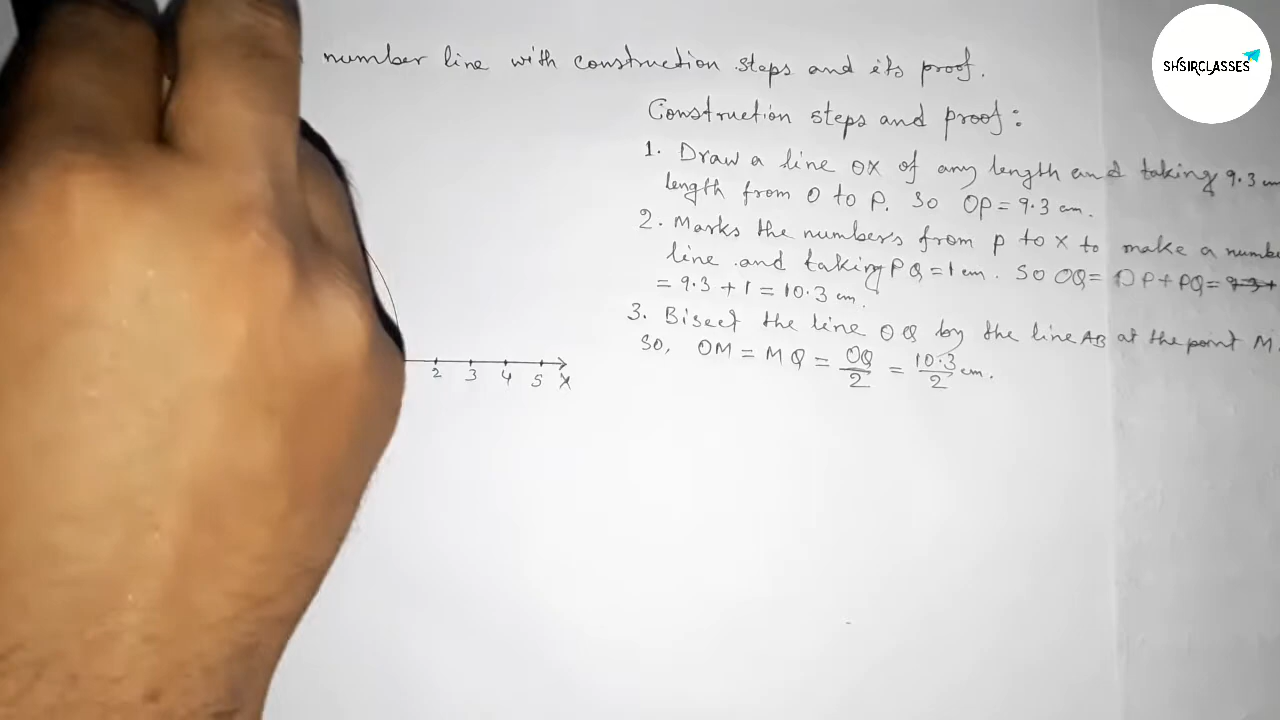 number line with construction steps and its proof.
SHSIRCLASSES
Construction steps and proof:
1. Draw a line OX of any length and taking 9.3 cm
length from O to P. So OP = 9.3 cm.
2. Marks the numbers from P to X to make a number
line and taking PQ = 1 cm. So OQ = OP + PQ =
= 9.3 + 1 = 10.3 cm.
3. Bisect the line OQ by the line AB at the point M.
So, OM = MQ = OQ/2 = 10.3/2 cm.
2 3 4 5 X